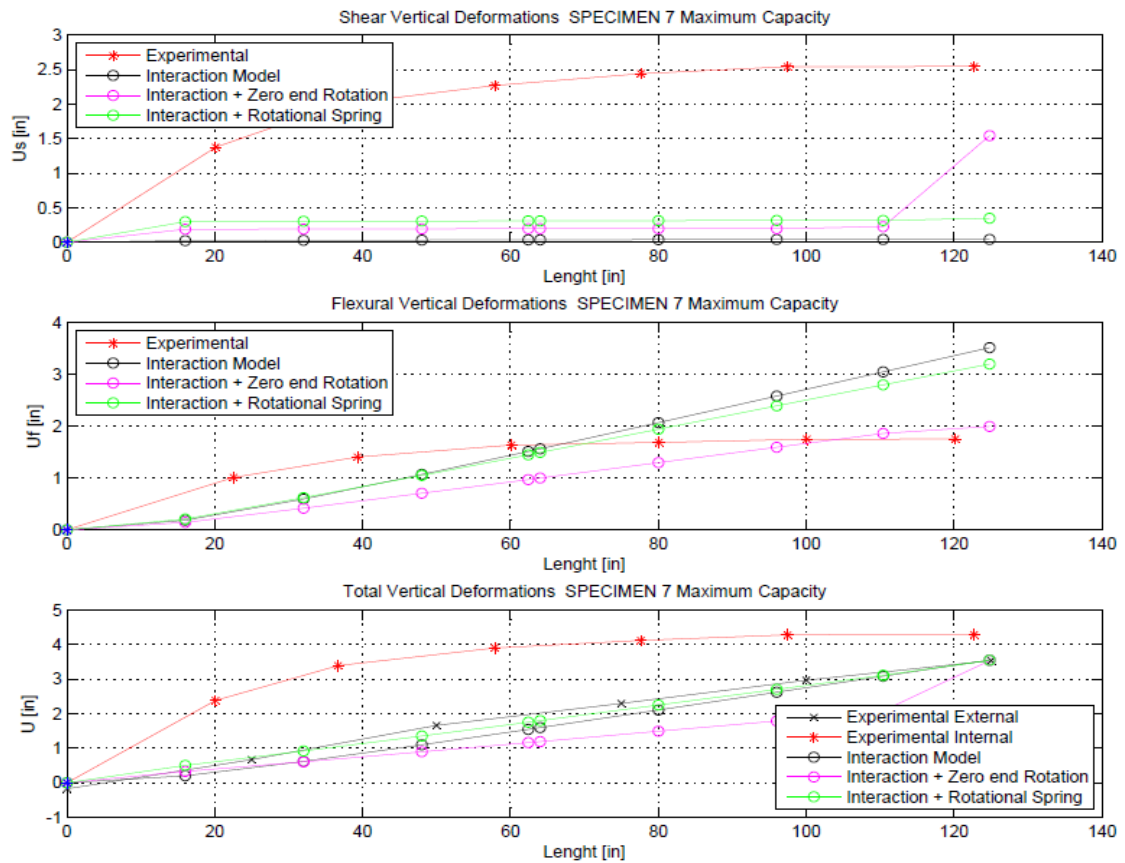 Shear Vertical Deformations SPECIMEN 7 Maximum Capacity
3
2.5
2
1.5
1
0.5
0
Us [in]
Experimental
Interaction Model
Interaction + Zero end Rotation
Interaction + Rotational Spring
0 20 40 60 80 100 120 140
Lenght [in]
Flexural Vertical Deformations SPECIMEN 7 Maximum Capacity
4
3
2
1
0
Uf [in]
Experimental
Interaction Model
Interaction + Zero end Rotation
Interaction + Rotational Spring
0 20 40 60 80 100 120 140
Lenght [in]
Total Vertical Deformations SPECIMEN 7 Maximum Capacity
5
4
3
2
1
0
-1
U [in]
Experimental External
Experimental Internal
Interaction Model
Interaction + Zero end Rotation
Interaction + Rotational Spring
0 20 40 60 80 100 120 140
Lenght [in]